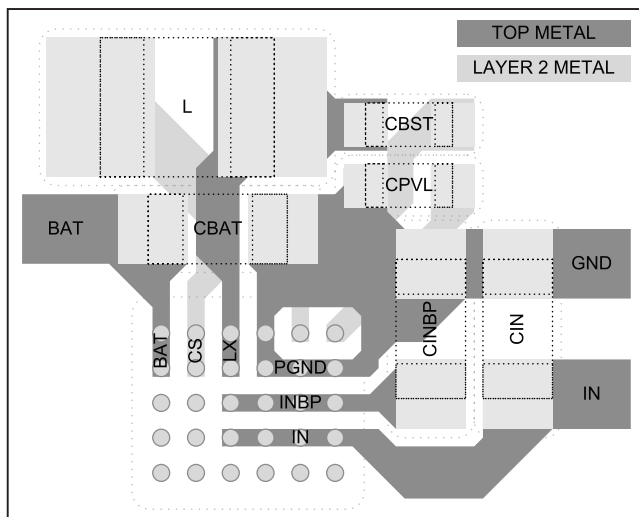 TOP METAL
LAYER 2 METAL
L
CBST
CPVL
BAT
CBAT
GND
CINBP
CIN
BAT
CS
LX
PGND
INBP
IN
IN